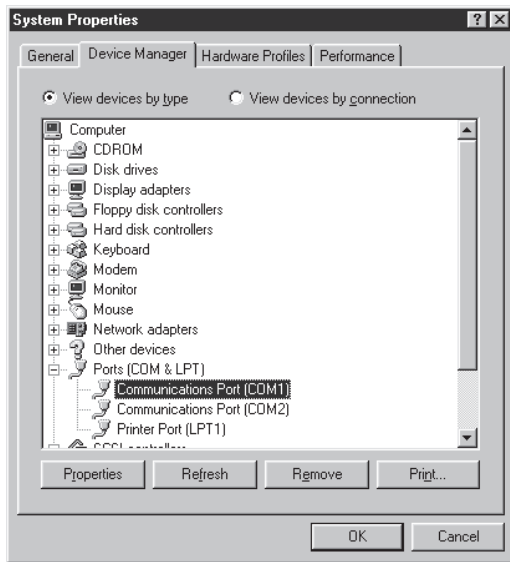 System Properties
General Device Manager Hardware Profiles Performance
View devices by type View devices by connection
Computer
CDROM
Disk drives
Display adapters
Floppy disk controllers
Hard disk controllers
Keyboard
Modem
Monitor
Mouse
Network adapters
Other devices
Ports (COM & LPT)
Communications Port (COM1)
Communications Port (COM2)
Printer Port (LPT1)
SCSI controllers
Properties Refresh Remove Print...
OK Cancel